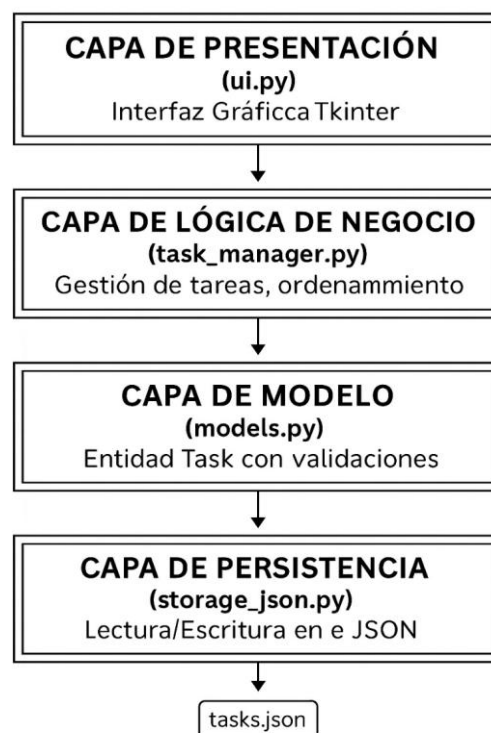 CAPA DE PRESENTACIÓN
(ui.py)
Interfaz Gráficca Tkinter
CAPA DE LÓGICA DE NEGOCIO
(task_manager.py)
Gestión de tareas, ordenammiento
CAPA DE MODELO
(models.py)
Entidad Task con validaciones
CAPA DE PERSISTENCIA
(storage_json.py)
Lectura/Escritura en e JSON
tasks.json